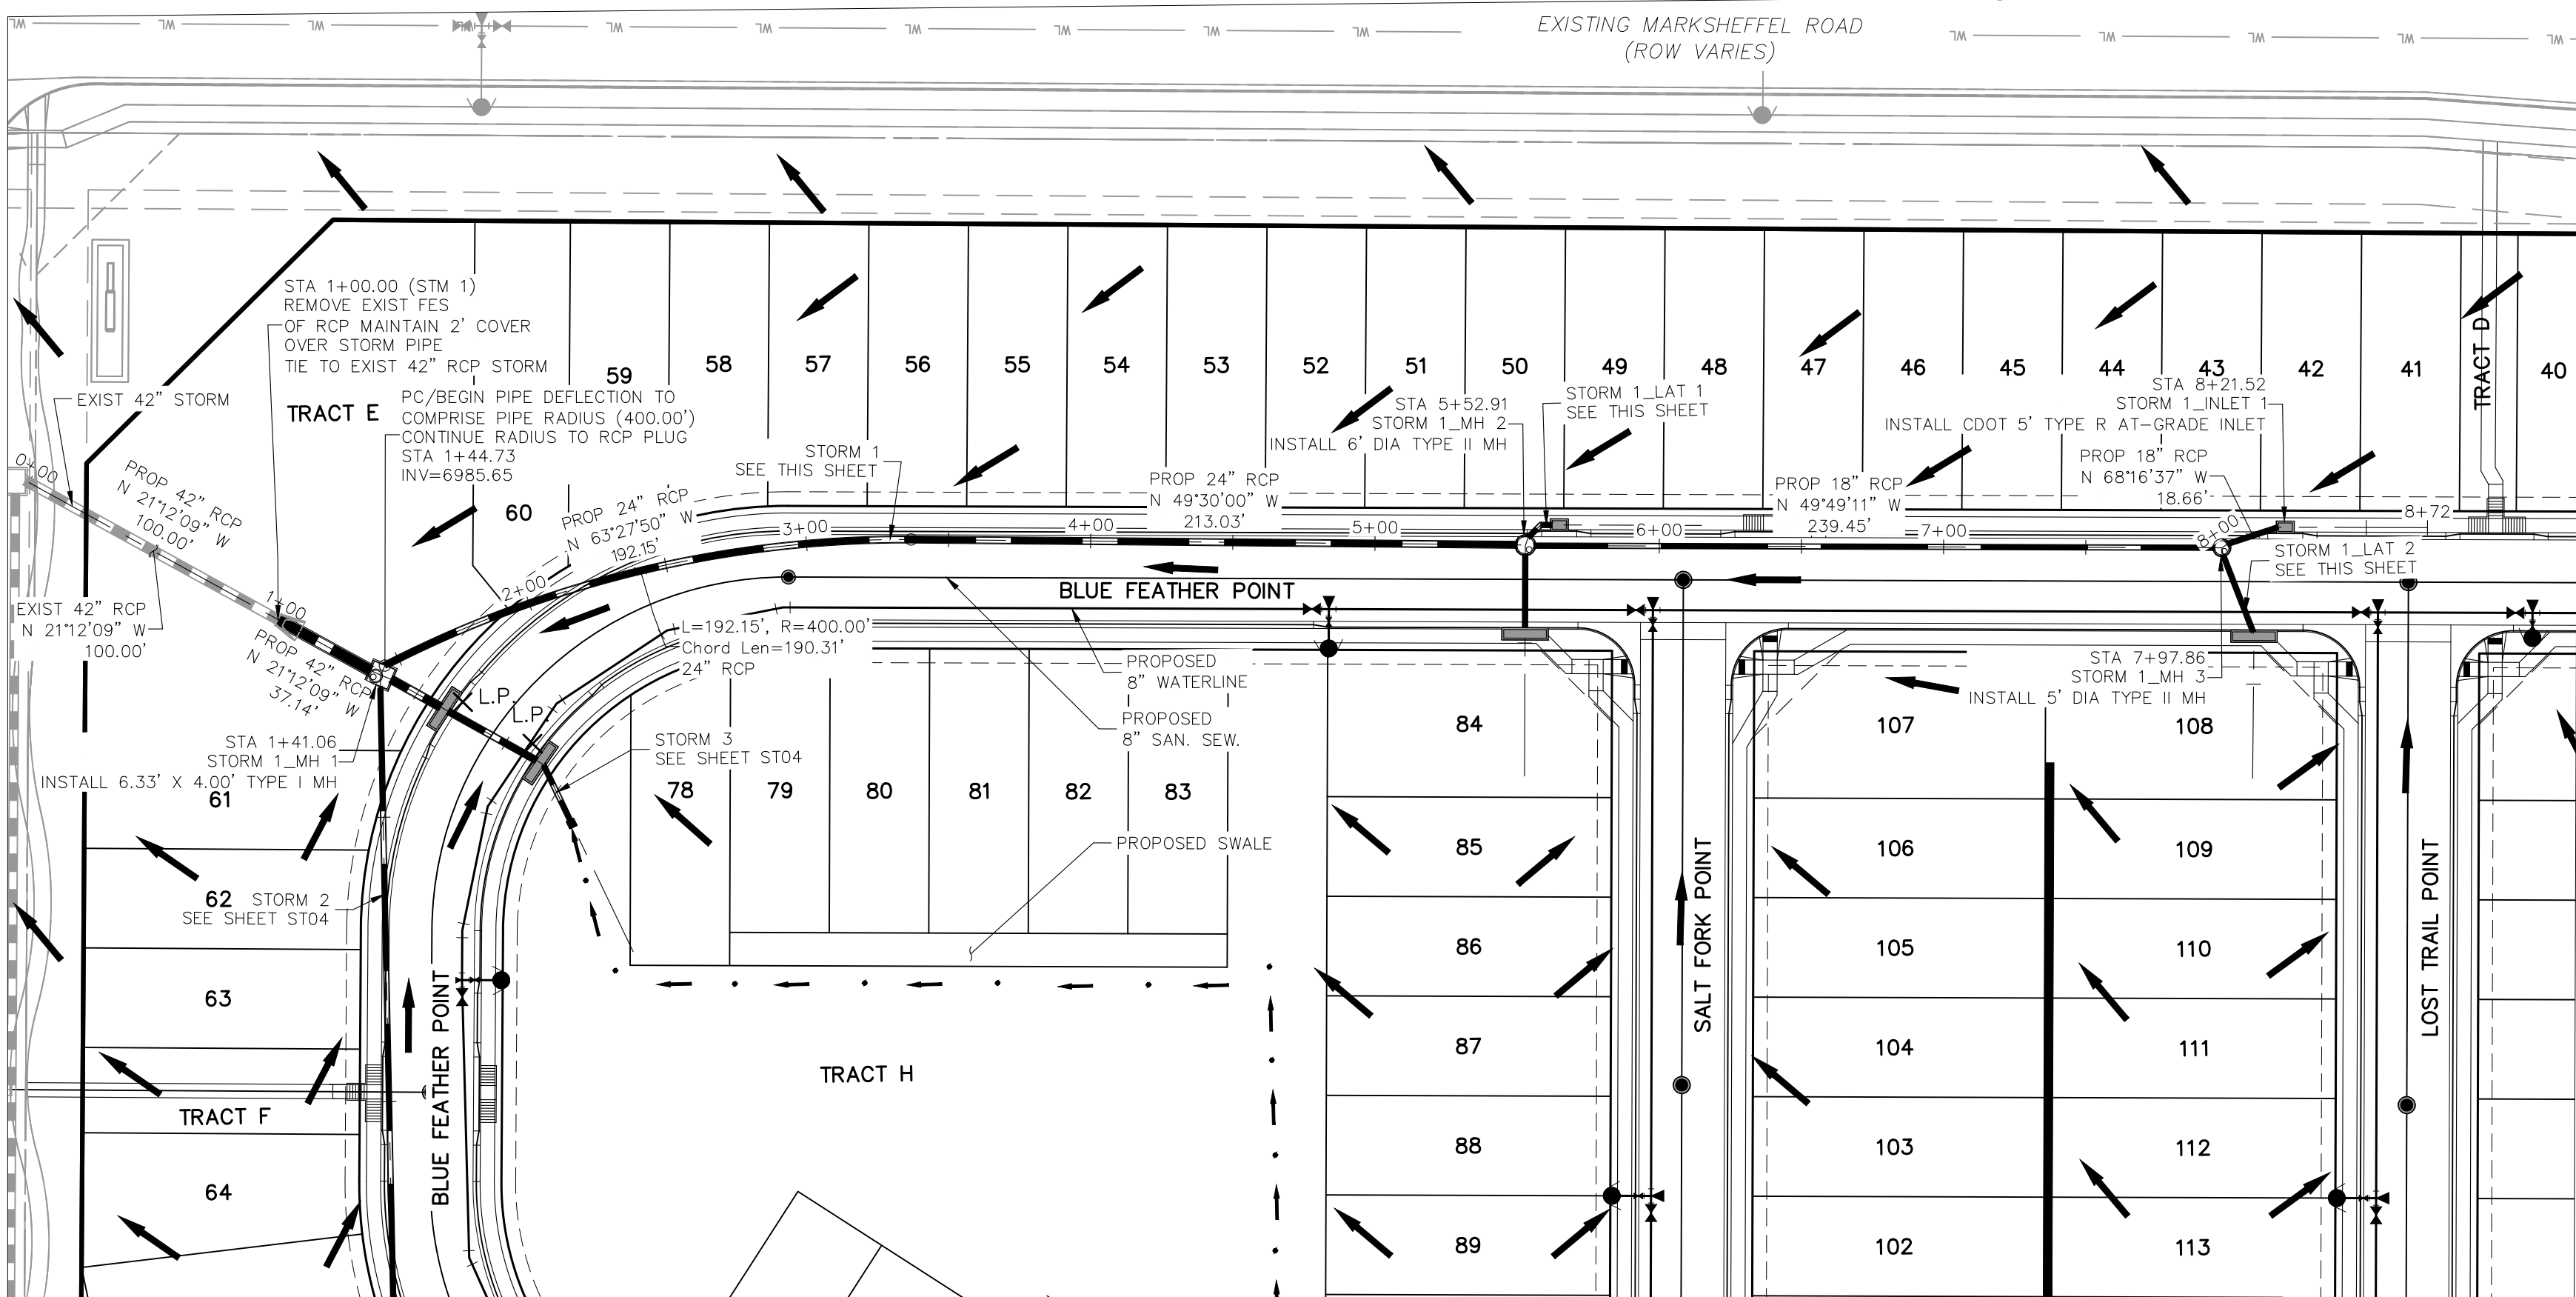 EXISTING MARKSHEFFEL ROAD
(ROW VARIES)
WL WL WL WL WL WL WL WL WL WL WL WL WL WL
STA 1+00.00 (STM 1)
REMOVE EXIST FES
OF RCP MAINTAIN 2' COVER
OVER STORM PIPE
TIE TO EXIST 42" RCP STORM
EXIST 42" STORM
TRACT E
PC/BEGIN PIPE DEFLECTION TO
COMPRISE PIPE RADIUS (400.00')
CONTINUE RADIUS TO RCP PLUG
STA 1+44.73
INV=6985.65
59
58
57
56
55
54
53
52
51
50
49
48
47
46
45
44
43
42
41
TRACT D
40
60
STORM 1
SEE THIS SHEET
STA 5+52.91
STORM 1_MH 2
INSTALL 6' DIA TYPE II MH
STORM 1_LAT 1
SEE THIS SHEET
STA 8+21.52
STORM 1_INLET 1
INSTALL CDOT 5' TYPE R AT-GRADE INLET
PROP 18" RCP
N 68°16'37" W
18.66'
PROP 24" RCP
N 49°30'00" W
213.03'
PROP 18" RCP
N 49°49'11" W
239.45'
PROP 24" RCP
N 63°27'50" W
192.15'
0+00
PROP 42" RCP
N 21°12'09" W
100.00'
1+00
2+00
3+00
4+00
5+00
6+00
7+00
8+00
8+72
STORM 1_LAT 2
SEE THIS SHEET
BLUE FEATHER POINT
EXIST 42" RCP
N 21°12'09" W
100.00'
PROP 42" RCP
N 21°12'09" W
37.14'
L=192.15', R=400.00'
Chord Len=190.31'
24" RCP
L.P.
L.P.
PROPOSED
8" WATERLINE
PROPOSED
8" SAN. SEW.
STA 7+97.86
STORM 1_MH 3
INSTALL 5' DIA TYPE II MH
STA 1+41.06
STORM 1_MH 1
INSTALL 6.33' X 4.00' TYPE I MH
STORM 3
SEE SHEET ST04
61
78
79
80
81
82
83
84
107
108
PROPOSED SWALE
85
106
109
62
STORM 2
SEE SHEET ST04
86
105
110
63
87
104
111
BLUE FEATHER POINT
SALT FORK POINT
LOST TRAIL POINT
TRACT H
TRACT F
88
103
112
64
89
102
113